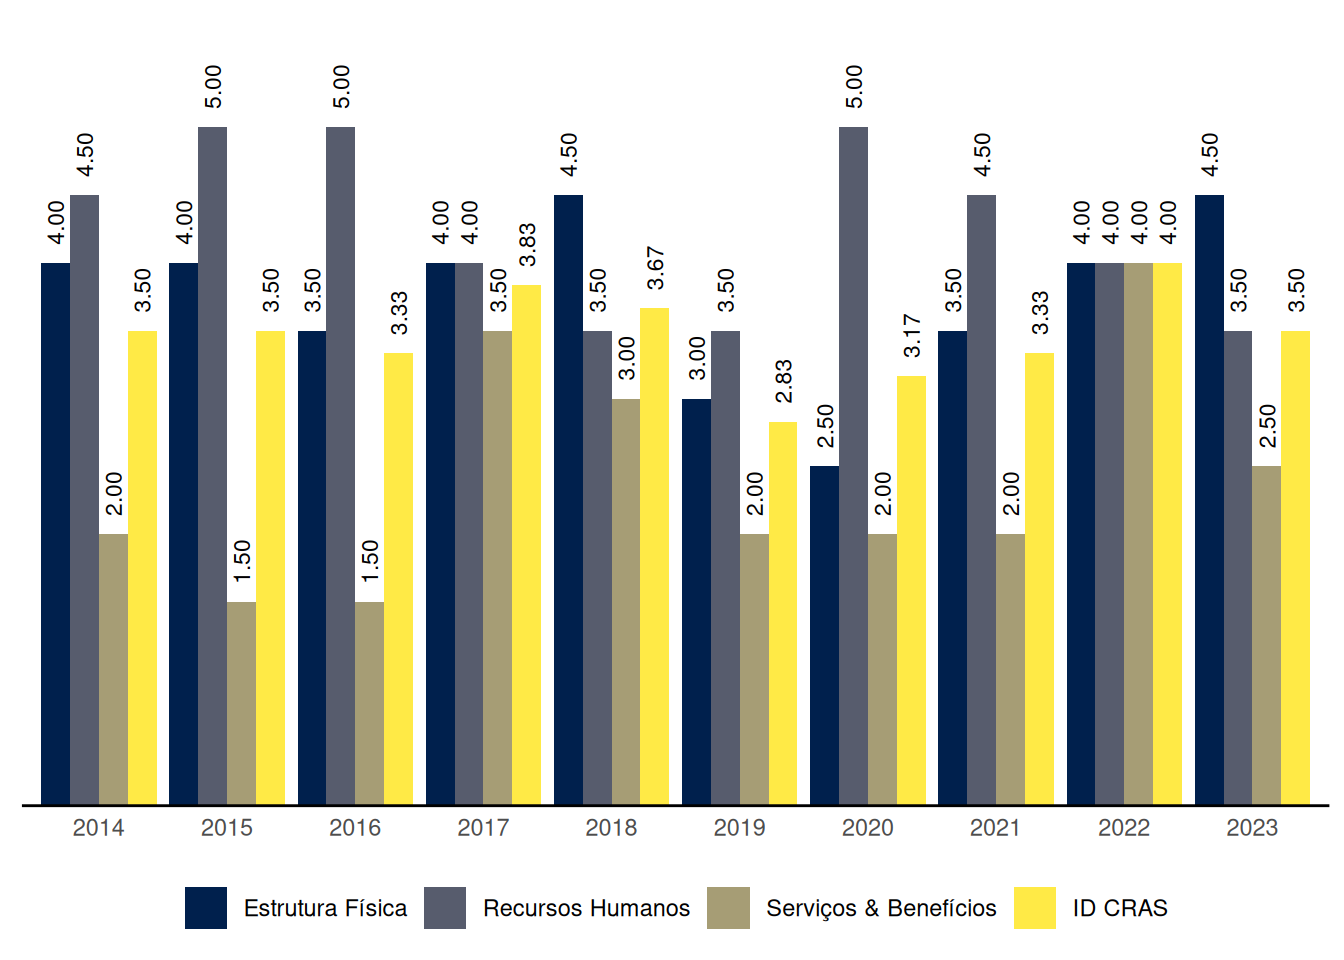 4.00 4.50 2.00 3.50
4.00 5.00 1.50 3.50
3.50 5.00 1.50 3.33
4.00 4.00 3.50 3.83
4.50 3.50 3.00 3.67
3.00 3.50 2.00 2.83
2.50 5.00 2.00 3.17
3.50 4.50 2.00 3.33
4.00 4.00 4.00 4.00
4.50 3.50 2.50 3.50
2014 2015 2016 2017 2018 2019 2020 2021 2022 2023
Estrutura Física Recursos Humanos Serviços & Benefícios ID CRAS